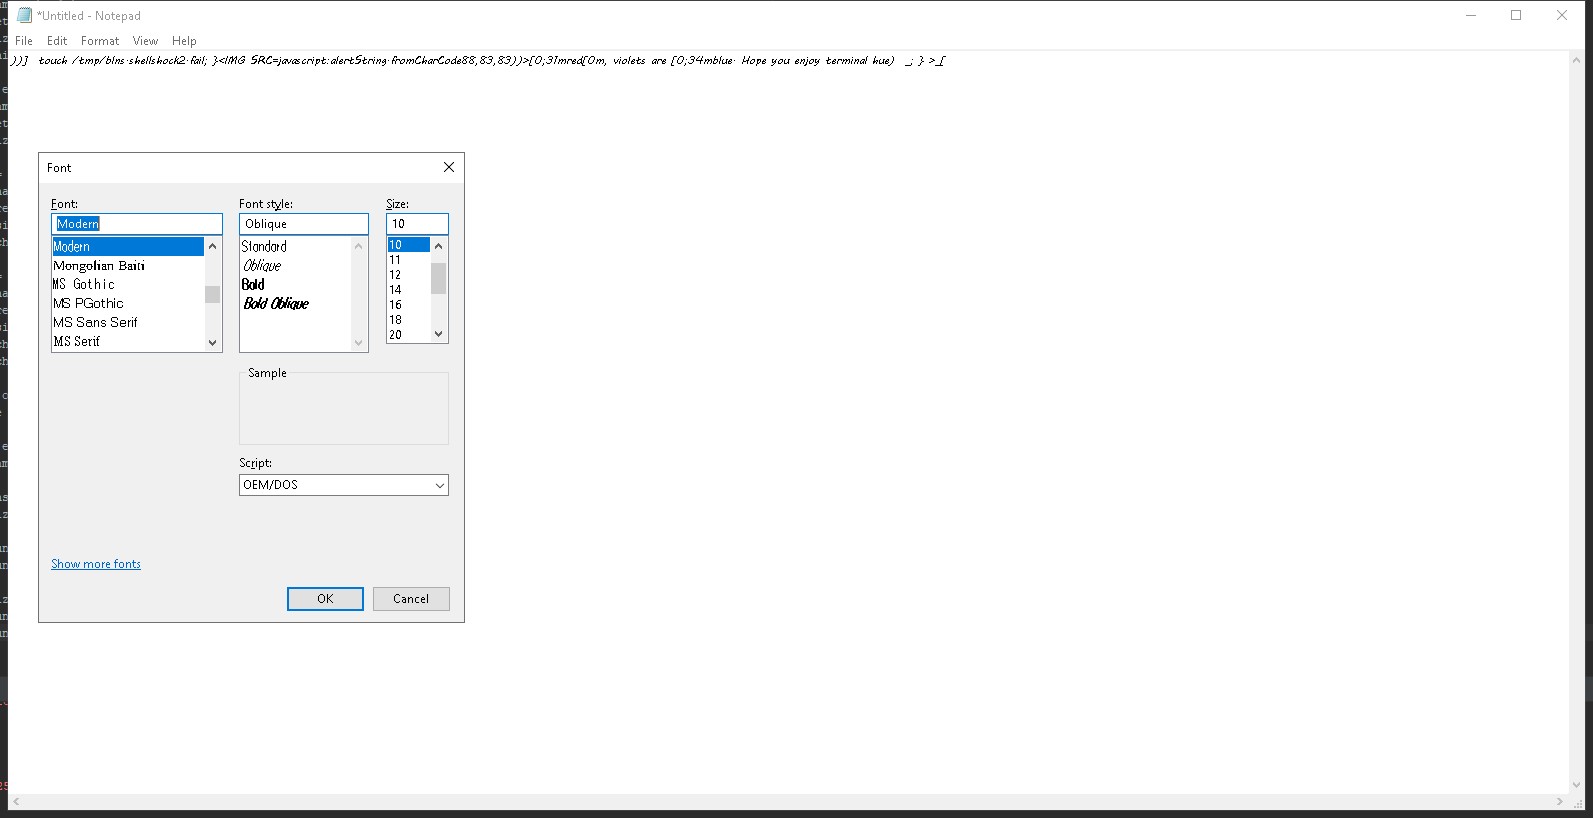 *Untitled - Notepad
File Edit Format View Help
))} touch /tmp/blns.shellshock2.fail; }<IMG SRC=javascript:alertString.fromCharCode88,83,83))>[0;31mred[0m, violets are [0;34mblue. Hope you enjoy terminal hue) _; } >_[
Font
Font: Font style: Size:
Modern Oblique 10
Modern Standard 10
Mongolian Baiti Oblique 11
MS Gothic Bold 12
MS PGothic Bold Oblique 14
MS Sans Serif 16
MS Serif 18
20
Sample
Script:
OEM/DOS
Show more fonts
OK Cancel